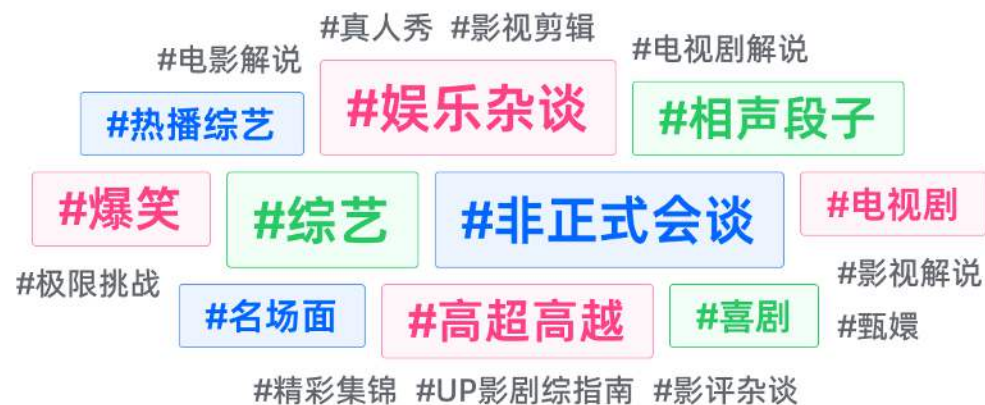 #真人秀 #影视剪辑
#电影解说 #电视剧解说
#热播综艺 #娱乐杂谈 #相声段子
#爆笑 #综艺 #非正式会谈 #电视剧
#极限挑战 #影视解说
#名场面 #高超高越 #喜剧 #甄嬛
#精彩集锦 #UP影剧综指南 #影评杂谈